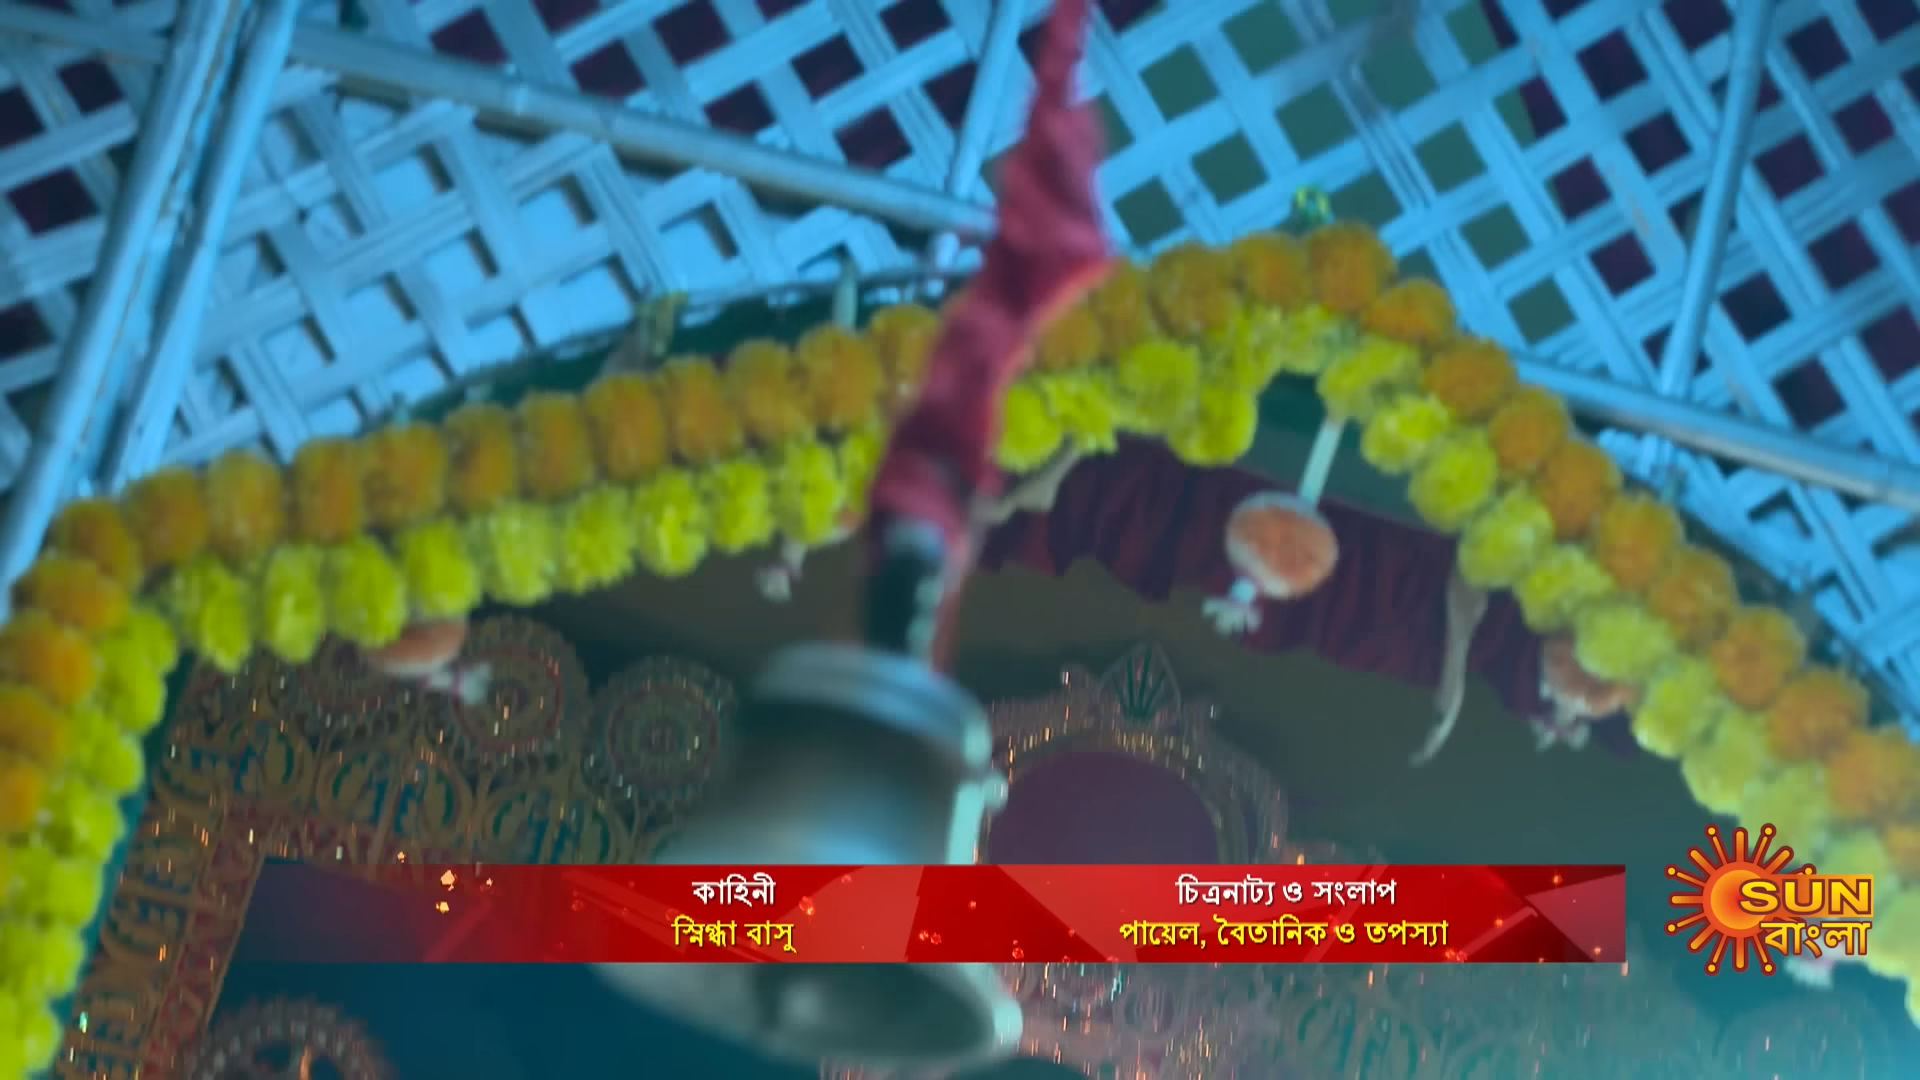 কাহিনী
স্নিগ্ধা বাসু
চিত্রনাট্য ও সংলাপ
পায়েল, বৈতানিক ও তপস্যা
SUN
বাংলা